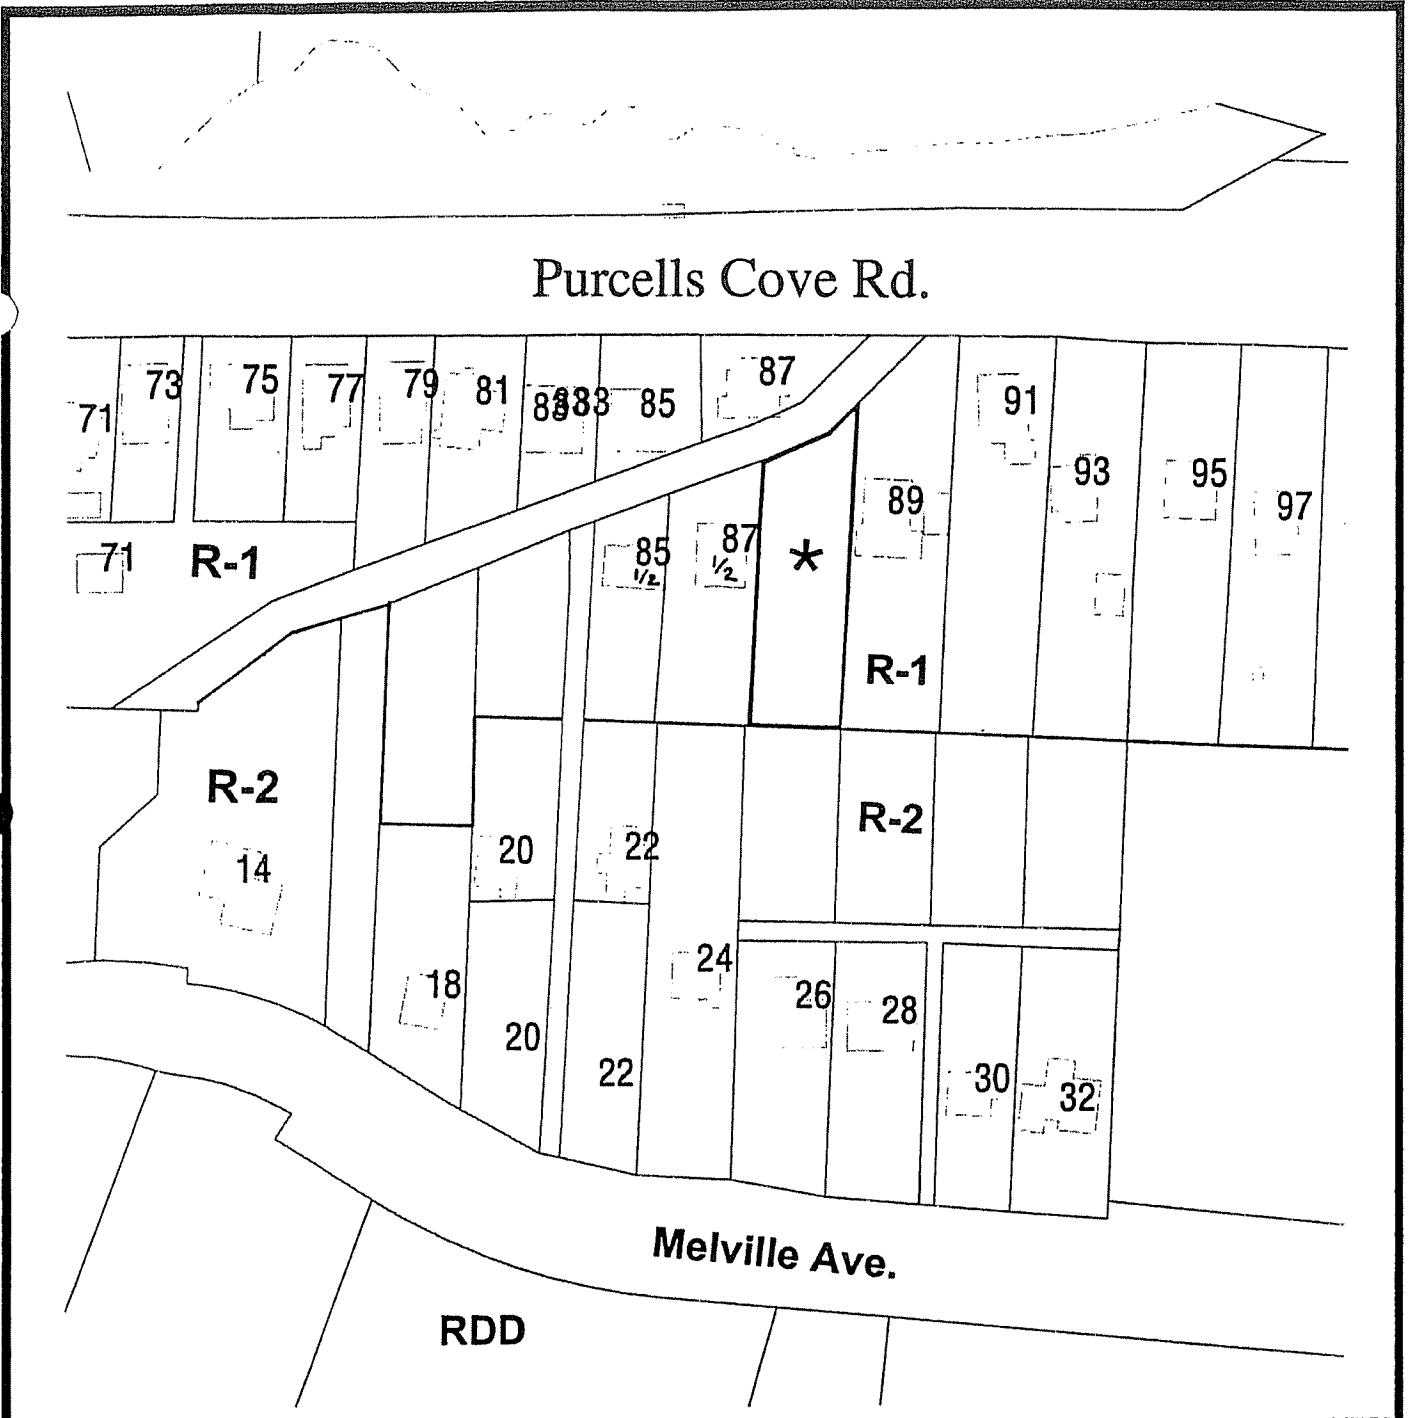 Purcells Cove Rd.
73 75 77 79 81 83 83 85 87 91
71 93 95 97
89
71 R-1 85 1/2 87 1/2 *
R-1
R-2 R-2
14 20 22
18 24 26 28
20 22 30 32
Melville Ave.
RDD